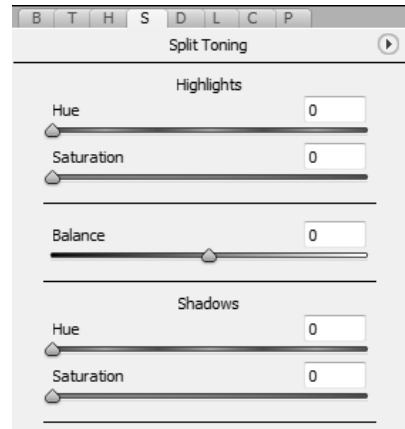 B T H S D L C P
Split Toning
Highlights
Hue 0
Saturation 0
Balance 0
Shadows
Hue 0
Saturation 0